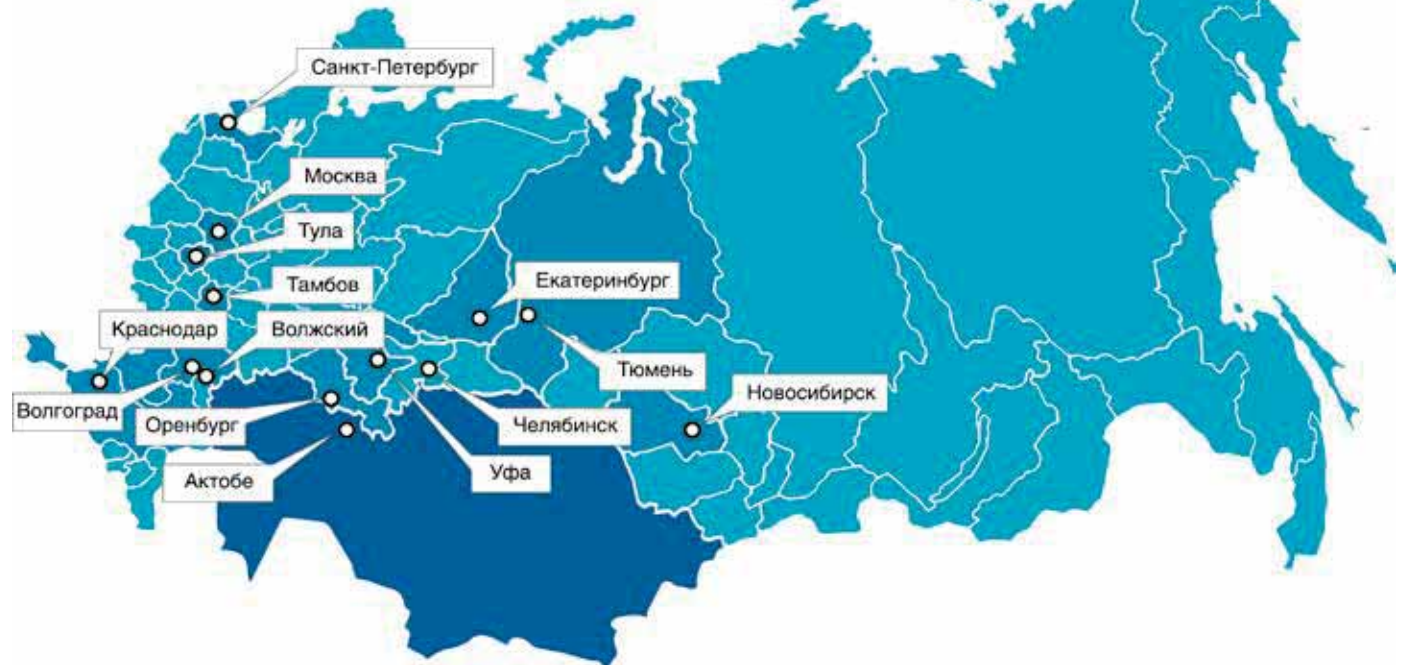 Санкт-Петербург
Москва
Тула
Тамбов
Екатеринбург
Краснодар
Волжский
Тюмень
Новосибирск
Волгоград
Оренбург
Челябинск
Уфа
Актобе